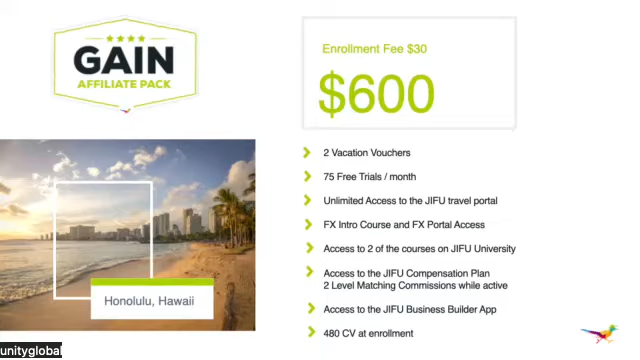 GAIN
AFFILIATE PACK
Enrollment Fee $30
$600
2 Vacation Vouchers
75 Free Trials / month
Unlimited Access to the JIFU travel portal
FX Intro Course and FX Portal Access
Access to 2 of the courses on JIFU University
Access to the JIFU Compensation Plan
2 Level Matching Commissions while active
Access to the JIFU Business Builder App
480 CV at enrollment
Honolulu, Hawaii
unityglobal